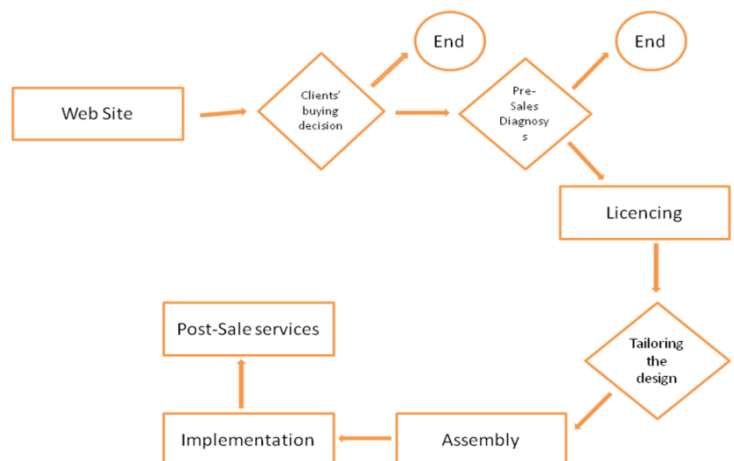 Web Site
Clients'
buying
decision
End
Pre-
Sales
Diagnosy
s
End
Licencing
Tailoring
the
design
Assembly
Implementation
Post-Sale services